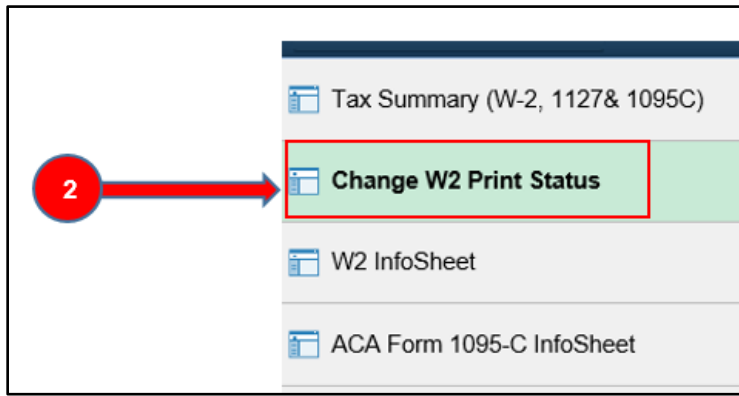 Tax Summary (W-2, 1127& 1095C)
2
Change W2 Print Status
W2 InfoSheet
ACA Form 1095-C InfoSheet